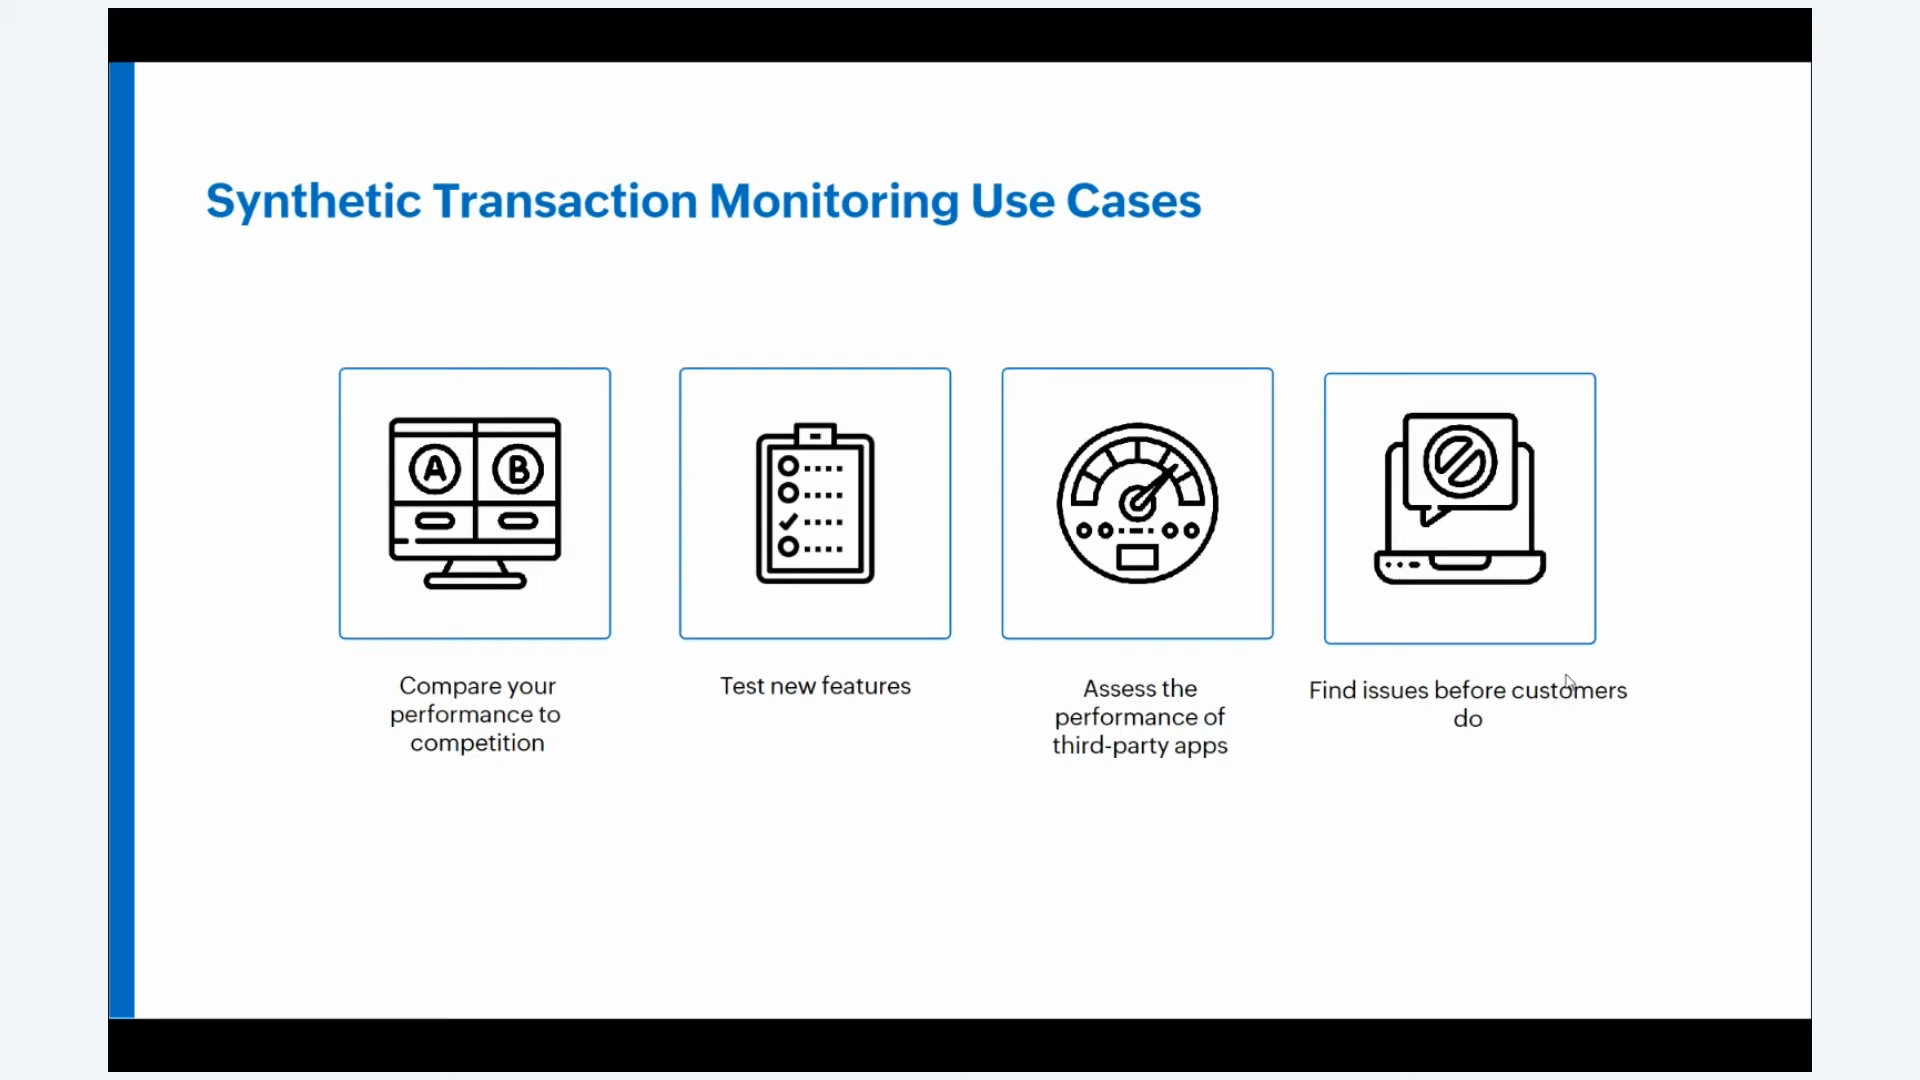 Synthetic Transaction Monitoring Use Cases
A
B
Compare your
performance to
competition
Test new features
Assess the
performance of
third-party apps
Find issues before customers
do